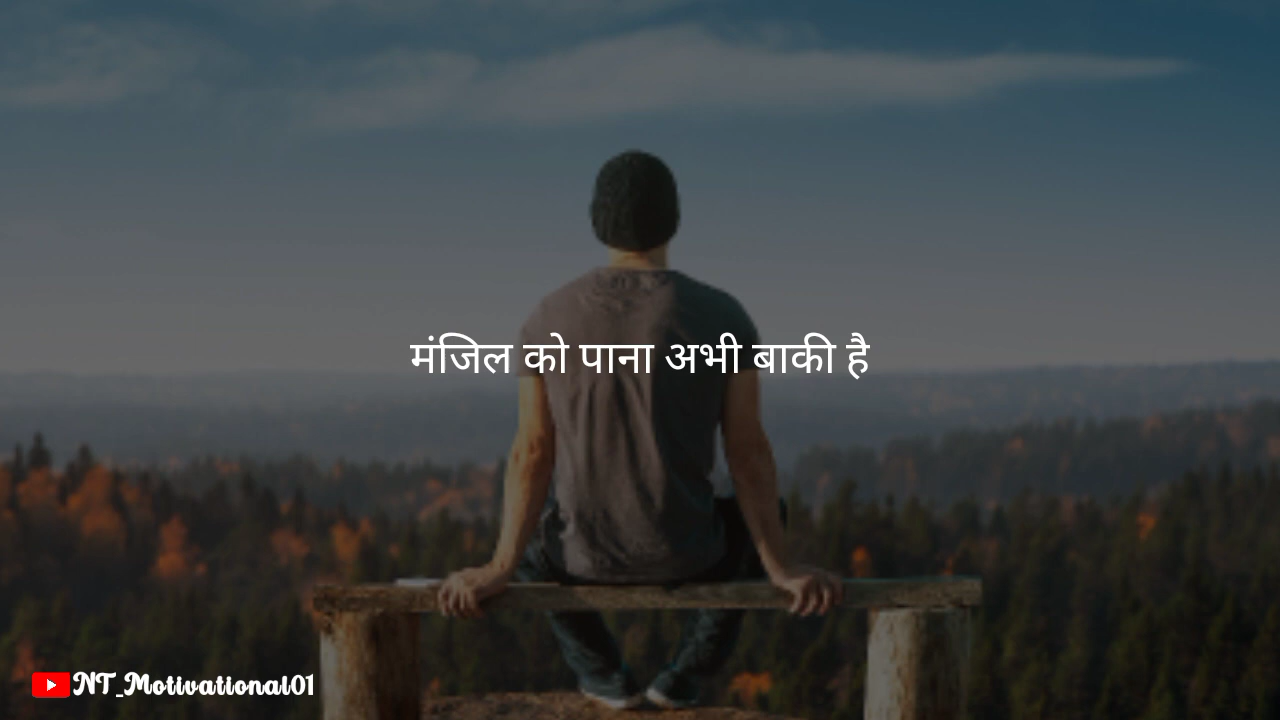 मंजिल को पाना अभी बाकी है
NT_Motivational01